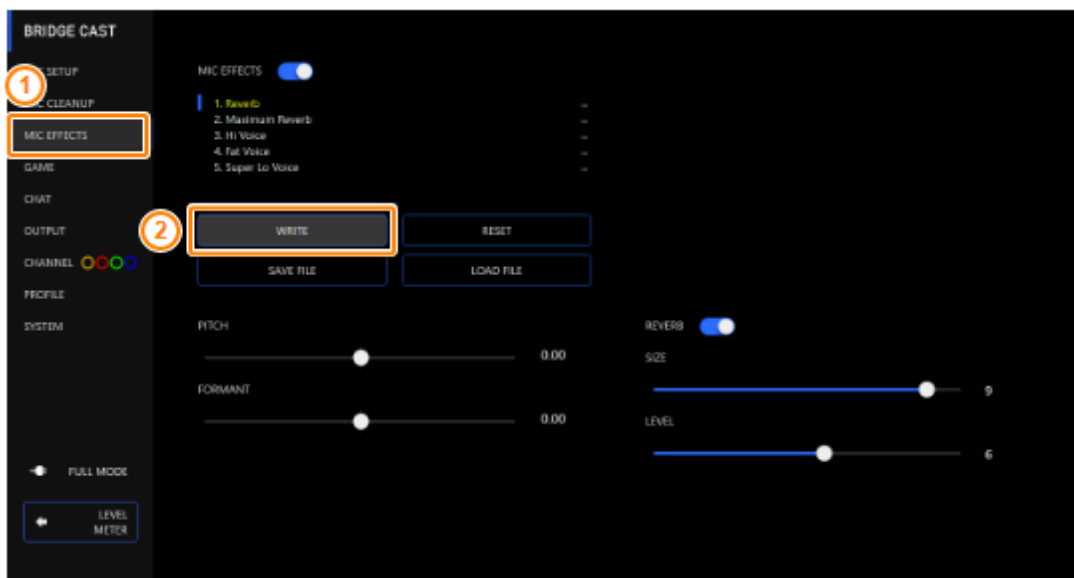 BRIDGE CAST
SETUP
CLEANUP
1
MIC EFFECTS
GAME
CHAT
OUTPUT
CHANNEL
PROFILE
SYSTEM
FULL MODE
LEVEL
METER
MIC EFFECTS
1. Reverb
2. Maximum Reverb
3. Hi Voice
4. Fat Voice
5. Super Lo Voice
2
WRITE
RESET
SAVE FILE
LOAD FILE
PITCH
0.00
FORMANT
0.00
REVERB
SIZE
9
LEVEL
6